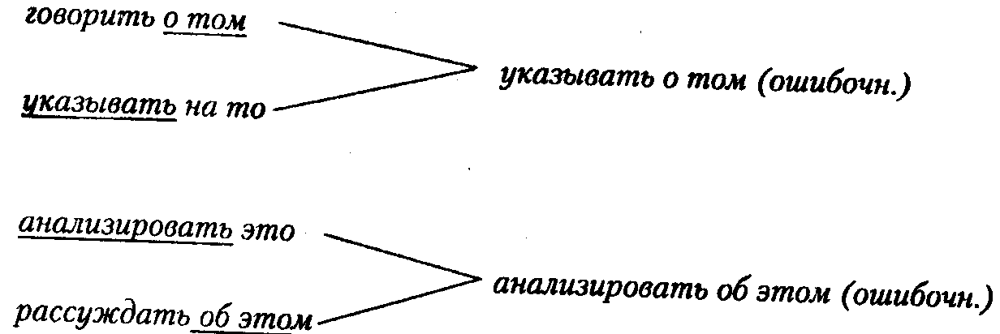 говорить о том
указывать о том (ошибочн.)
указывать на то
анализировать это
анализировать об этом (ошибочн.)
рассуждать об этом